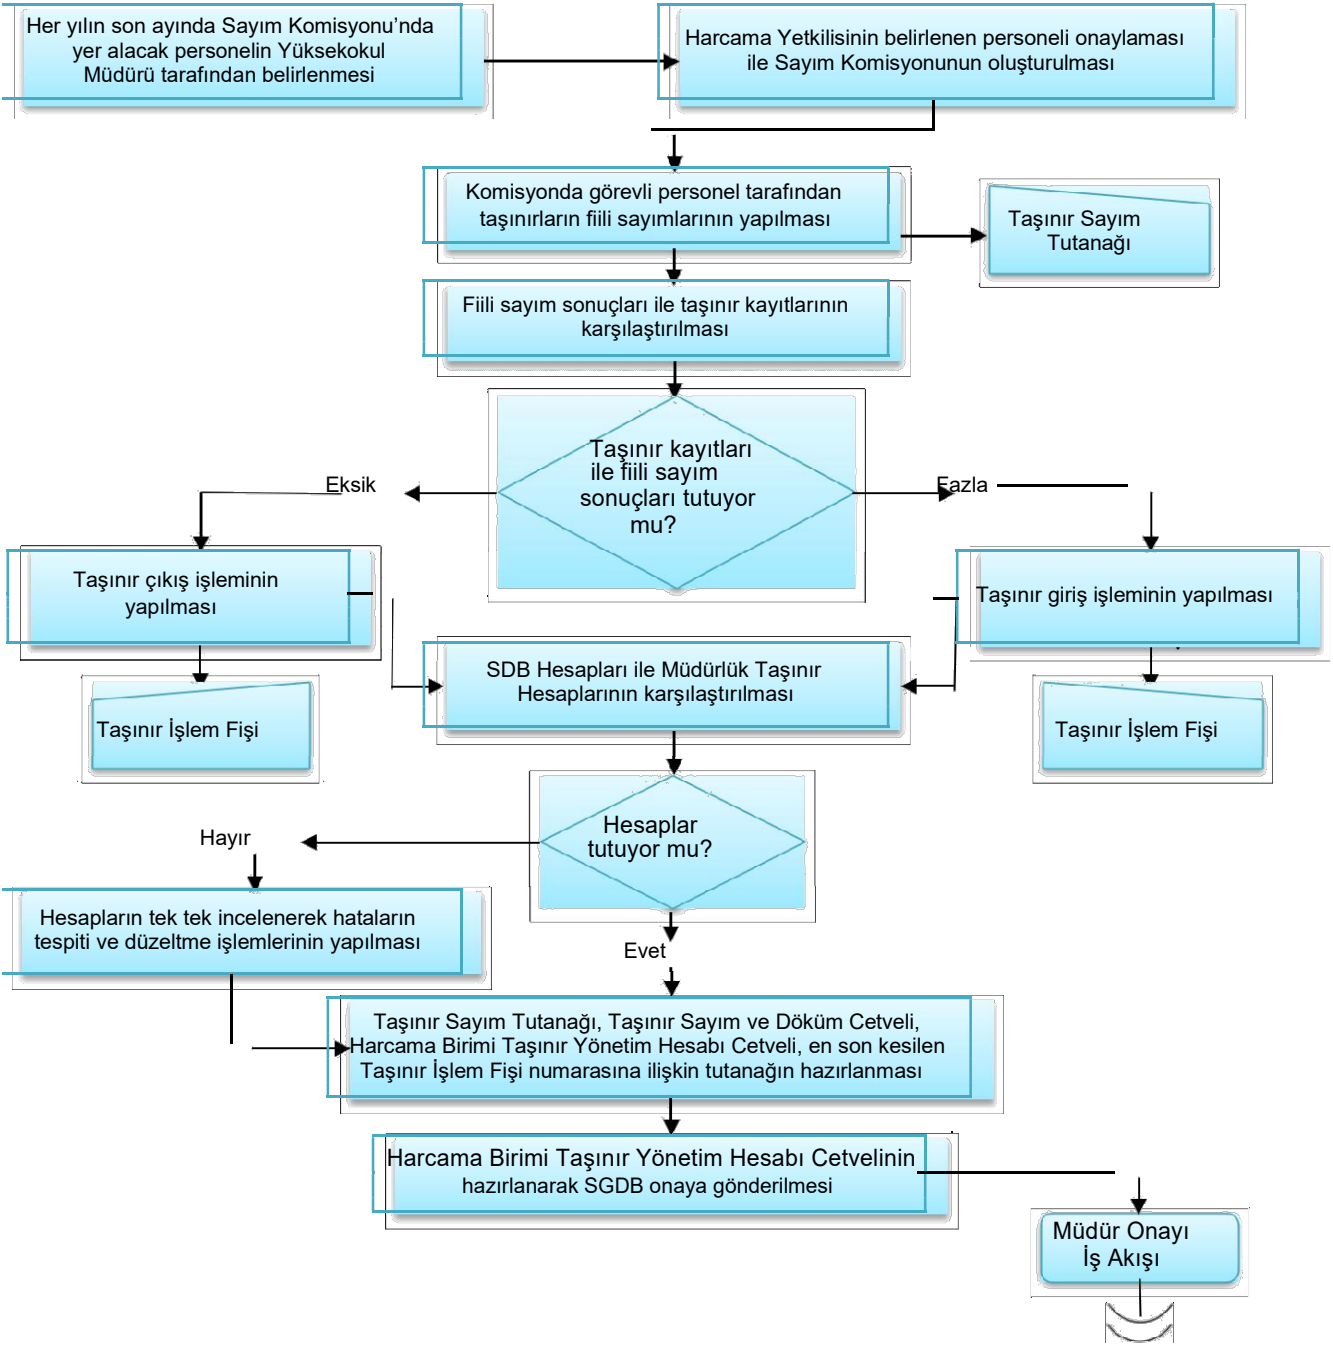 Her yılın son ayında Sayım Komisyonu’nda
yer alacak personelin Yüksekokul
Müdürü tarafından belirlenmesi
Harcama Yetkilisinin belirlenen personeli onaylaması
ile Sayım Komisyonunun oluşturulması
Komisyonda görevli personel tarafından
taşınırların fiili sayımlarının yapılması
Taşınır Sayım
Tutanağı
Fiili sayım sonuçları ile taşınır kayıtlarının
karşılaştırılması
Taşınır kayıtları
ile fiili sayım
sonuçları tutuyor
mu?
Eksik
Fazla
Taşınır çıkış işleminin
yapılması
Taşınır giriş işleminin yapılması
SDB Hesapları ile Müdürlük Taşınır
Hesaplarının karşılaştırılması
Taşınır İşlem Fişi
Taşınır İşlem Fişi
Hesaplar
tutuyor mu?
Hayır
Hesapların tek tek incelenerek hataların
tespiti ve düzeltme işlemlerinin yapılması
Evet
Taşınır Sayım Tutanağı, Taşınır Sayım ve Döküm Cetveli,
Harcama Birimi Taşınır Yönetim Hesabı Cetveli, en son kesilen
Taşınır İşlem Fişi numarasına ilişkin tutanağın hazırlanması
Harcama Birimi Taşınır Yönetim Hesabı Cetvelinin
hazırlanarak SGDB onaya gönderilmesi
Müdür Onayı
İş Akışı